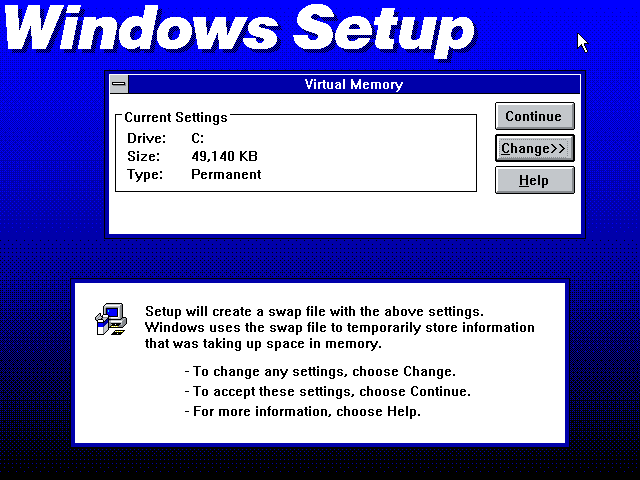 Windows Setup
Virtual Memory
Current Settings
Drive: C:
Size: 49,140 KB
Type: Permanent
Continue
Change>>
Help
Setup will create a swap file with the above settings.
Windows uses the swap file to temporarily store information
that was taking up space in memory.
- To change any settings, choose Change.
- To accept these settings, choose Continue.
- For more information, choose Help.